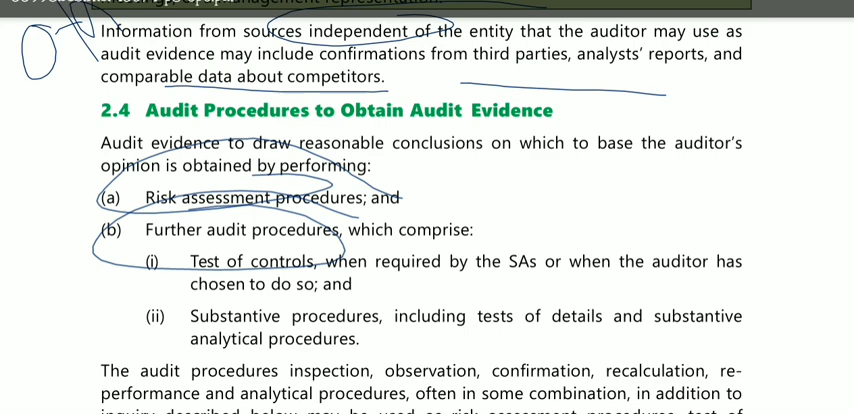 Information from sources independent of the entity that the auditor may use as
audit evidence may include confirmations from third parties, analysts' reports, and
comparable data about competitors.
2.4 Audit Procedures to Obtain Audit Evidence
Audit evidence to draw reasonable conclusions on which to base the auditor's
opinion is obtained by performing:
(a) Risk assessment procedures; and
(b) Further audit procedures, which comprise:
(i) Test of controls, when required by the SAs or when the auditor has
chosen to do so; and
(ii) Substantive procedures, including tests of details and substantive
analytical procedures.
The audit procedures inspection, observation, confirmation, recalculation, re-
performance and analytical procedures, often in some combination, in addition to